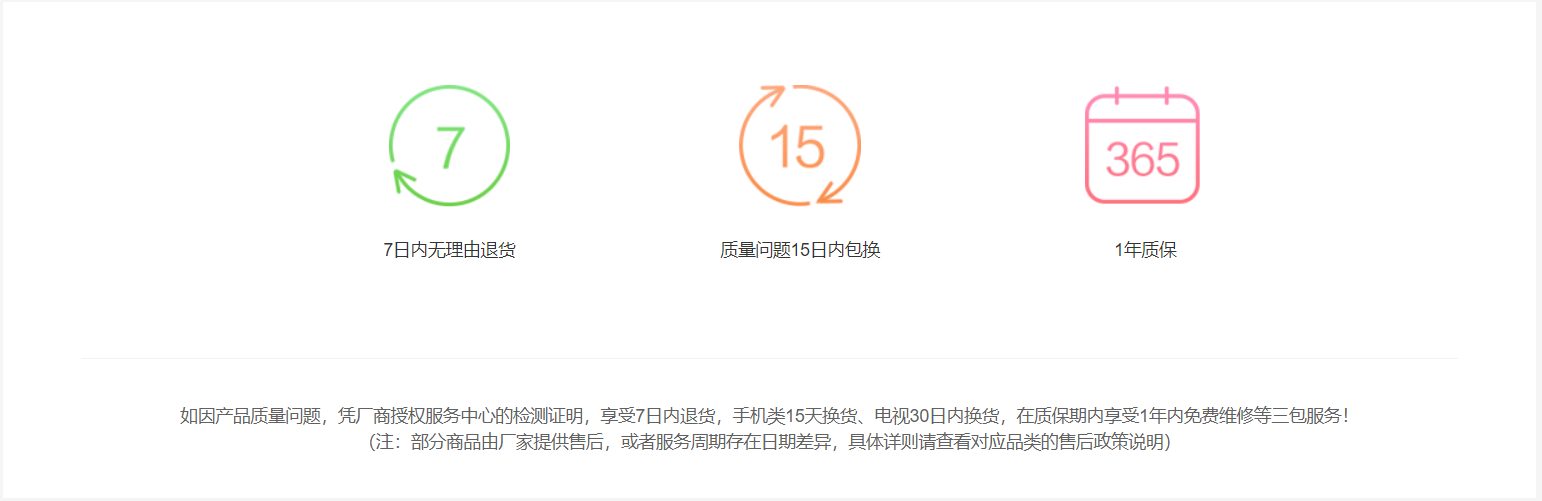 7
15
365
7日内无理由退货
质量问题15日内包换
1年质保
如因产品质量问题，凭厂商授权服务中心的检测证明，享受7日内退货，手机类15天换货、电视30日内换货，在质保期内享受1年内免费维修等三包服务！
（注：部分商品由厂家提供售后，或者服务周期存在日期差异，具体详则请查看对应品类的售后政策说明）